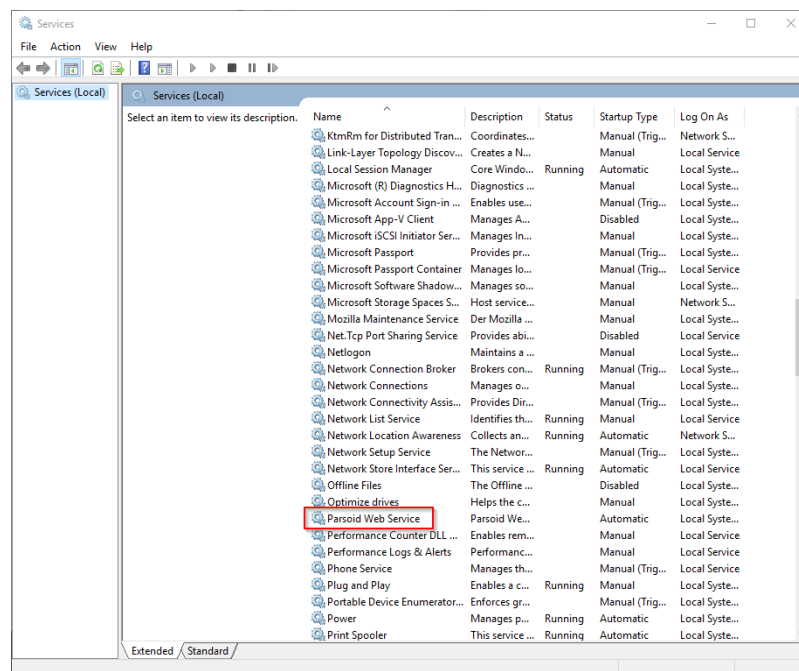 Services
File Action View Help
Services (Local)
Services (Local)
Select an item to view its description.
Name Description Status Startup Type Log On As
KtmRm for Distributed Tran... Coordinates... Manual (Trig... Network S...
Link-Layer Topology Discov... Creates a N... Manual Local Service
Local Session Manager Core Windo... Running Automatic Local Syste...
Microsoft (R) Diagnostics H... Diagnostics ... Manual Local Syste...
Microsoft Account Sign-in ... Enables use... Manual (Trig... Local Syste...
Microsoft App-V Client Manages A... Disabled Local Syste...
Microsoft iSCSI Initiator Ser... Manages In... Manual Local Syste...
Microsoft Passport Provides pr... Manual (Trig... Local Syste...
Microsoft Passport Container Manages lo... Manual (Trig... Local Service
Microsoft Software Shadow... Manages so... Manual Local Syste...
Microsoft Storage Spaces S... Host service... Manual Network S...
Mozilla Maintenance Service Der Mozilla ... Manual Local Syste...
Net.Tcp Port Sharing Service Provides abi... Disabled Local Service
Netlogon Maintains a ... Manual Local Syste...
Network Connection Broker Brokers con... Running Manual (Trig... Local Syste...
Network Connections Manages o... Manual Local Syste...
Network Connectivity Assis... Provides Dir... Manual (Trig... Local Syste...
Network List Service Identifies th... Running Manual Local Service
Network Location Awareness Collects an... Running Automatic Network S...
Network Setup Service The Networ... Manual (Trig... Local Syste...
Network Store Interface Ser... This service ... Running Automatic Local Service
Offline Files The Offline ... Disabled Local Syste...
Optimize drives Helps the c... Manual Local Syste...
Parsoid Web Service Parsoid We... Automatic Local Syste...
Performance Counter DLL ... Enables rem... Manual Local Service
Performance Logs & Alerts Performanc... Manual Local Service
Phone Service Manages th... Manual (Trig... Local Service
Plug and Play Enables a c... Running Manual Local Syste...
Portable Device Enumerator... Enforces gr... Manual (Trig... Local Syste...
Power Manages p... Running Automatic Local Syste...
Print Spooler This service ... Running Automatic Local Syste...
Extended Standard